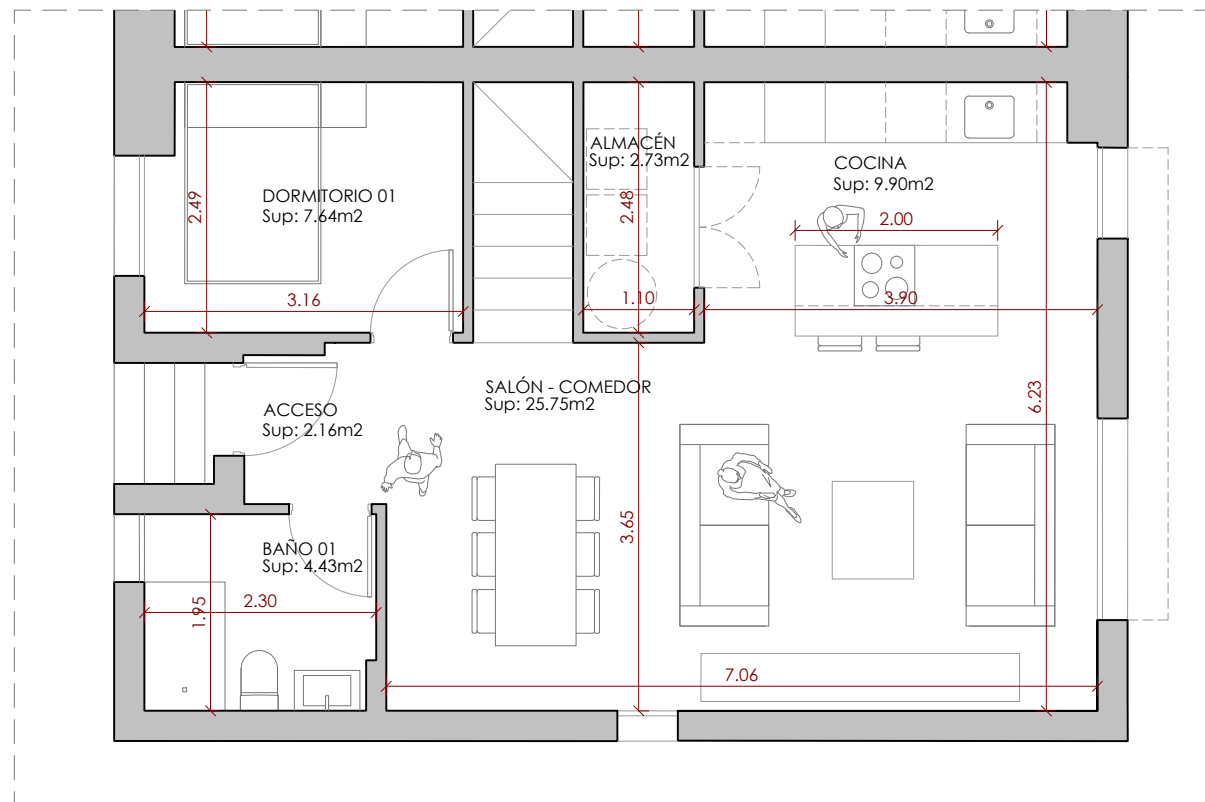 ALMACÉN
Sup: 2.73m2
COCINA
Sup: 9.90m2
DORMITORIO 01
Sup: 7.64m2
2.49
2.48
2.00
3.16
1.10
3.90
SALÓN - COMEDOR
Sup: 25.75m2
6.23
ACCESO
Sup: 2.16m2
3.65
BAÑO 01
Sup: 4.43m2
1.95
2.30
7.06